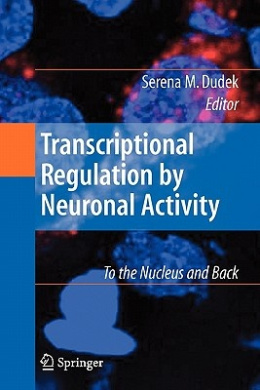 Serena M. Dudek
Editor
Transcriptional
Regulation by
Neuronal Activity
To the Nucleus and Back
Springer